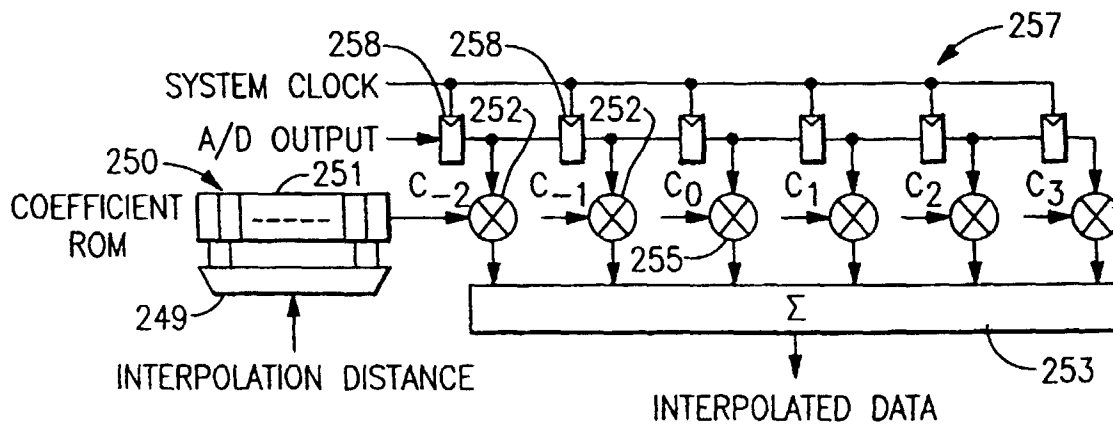 257
258 258
SYSTEM CLOCK
252 252
A/D OUTPUT
250 251
C-2 C-1 C0 C1 C2 C3
COEFFICIENT
ROM
255
249
Σ
INTERPOLATION DISTANCE
253
INTERPOLATED DATA